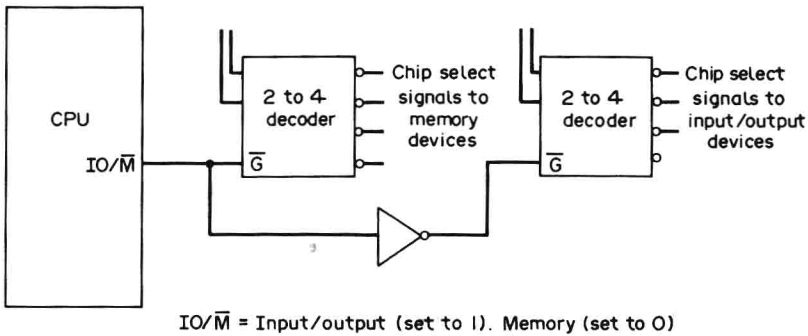 CPU
IO/M̅
2 to 4
decoder
G̅
Chip select
signals to
memory
devices
2 to 4
decoder
G̅
Chip select
signals to
input/output
devices
IO/M̅ = Input/output (set to 1). Memory (set to 0)